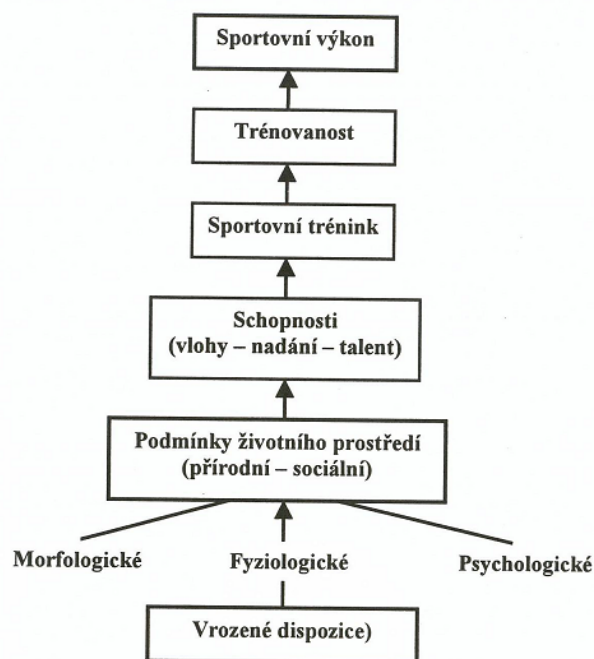 Sportovní výkon
Trénovanost
Sportovní trénink
Schopnosti
(vlohy – nadání – talent)
Podmínky životního prostředí
(přírodní – sociální)
Morfologické
Fyziologické
Psychologické
Vrozené dispozice)